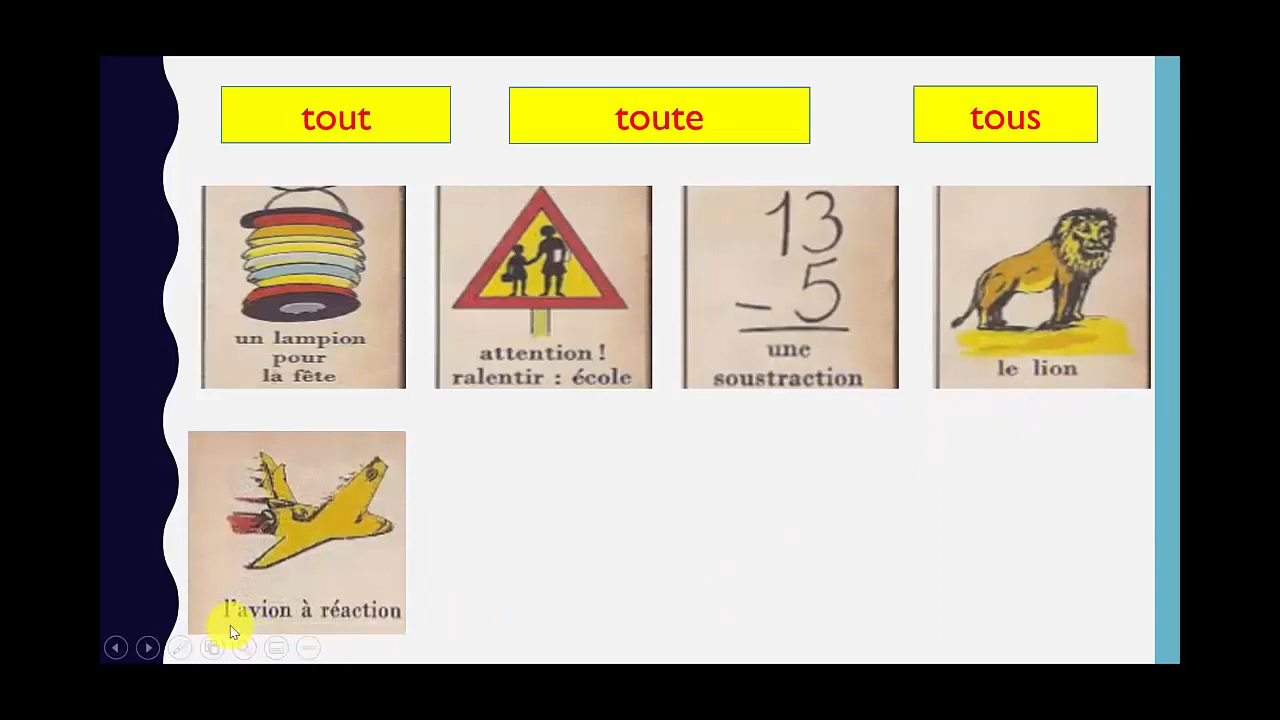 tout
toute
tous
un lampion
pour
la fête
attention !
ralentir : école
13
- 5
une
soustraction
le lion
l'avion à réaction